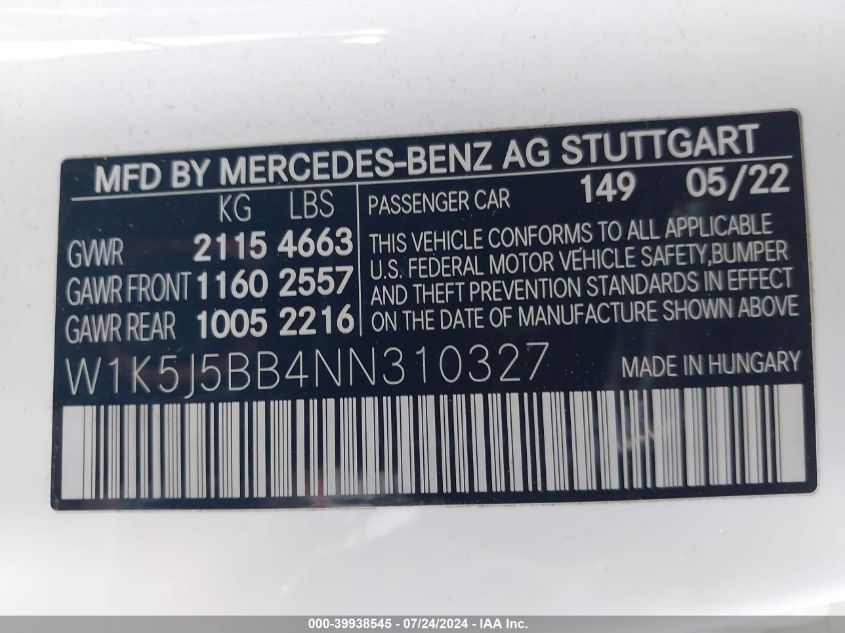 MFD BY MERCEDES-BENZ AG STUTTGART
KG LBS
GVWR 2115 4663
GAWR FRONT 1160 2557
GAWR REAR 1005 2216
PASSENGER CAR 149 05/22
THIS VEHICLE CONFORMS TO ALL APPLICABLE
U.S. FEDERAL MOTOR VEHICLE SAFETY,BUMPER
AND THEFT PREVENTION STANDARDS IN EFFECT
ON THE DATE OF MANUFACTURE SHOWN ABOVE
W1K5J5BB4NN310327 MADE IN HUNGARY
000-39938545 - 07/24/2024 - IAA Inc.